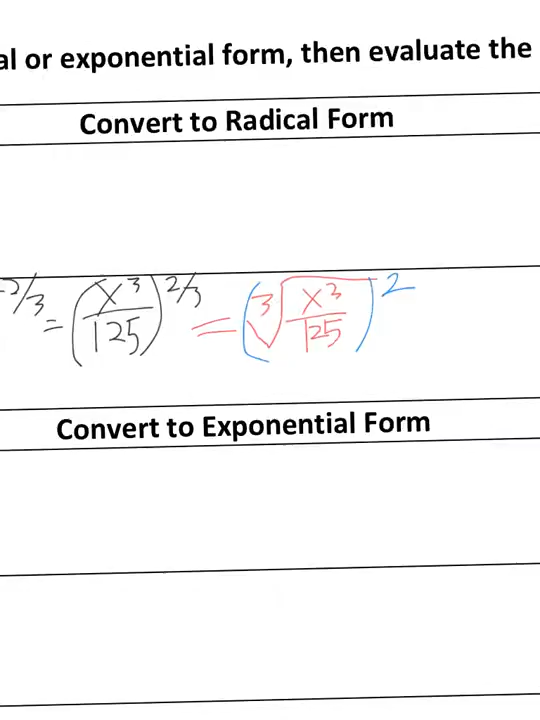 al or exponential form, then evaluate the
Convert to Radical Form
-2/3 = (x³/125)^2/3 = (³√x³/125)²
Convert to Exponential Form